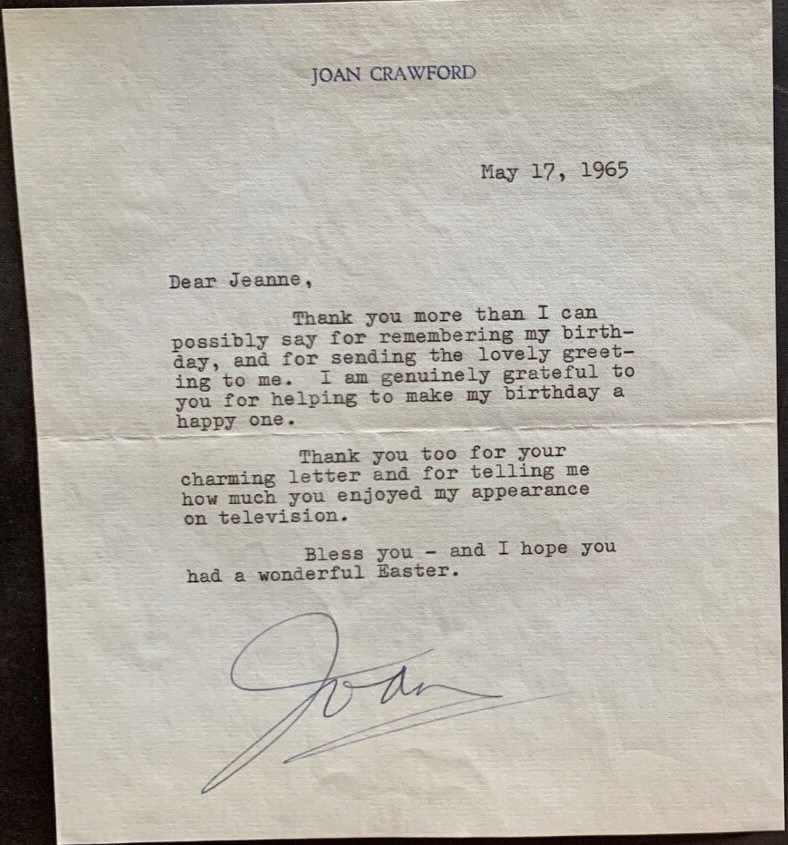 JOAN CRAWFORD
May 17, 1965
Dear Jeanne,
Thank you more than I can
possibly say for remembering my birth-
day, and for sending the lovely greet-
ing to me. I am genuinely grateful to
you for helping to make my birthday a
happy one.
Thank you too for your
charming letter and for telling me
how much you enjoyed my appearance
on television.
Bless you - and I hope you
had a wonderful Easter.
Joan